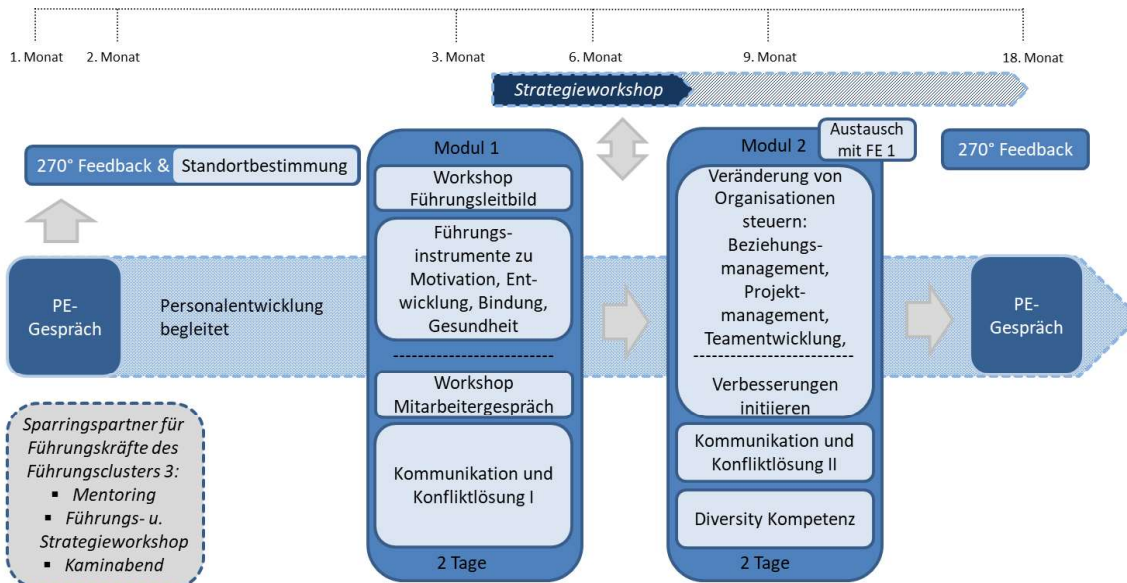 1. Monat
2. Monat
3. Monat
6. Monat
9. Monat
18. Monat
Strategieworkshop
270° Feedback & Standortbestimmung
PE-
Gespräch
Personalentwicklung
begleitet
Sparringspartner für
Führungskräfte des
Führungsclusters 3:
▪ Mentoring
▪ Führungs- u.
Strategieworkshop
▪ Kaminabend
Modul 1
Workshop
Führungsleitbild
Führungs-
instrumente zu
Motivation, Ent-
wicklung, Bindung,
Gesundheit
Workshop
Mitarbeitergespräch
Kommunikation und
Konfliktlösung I
2 Tage
Modul 2
Austausch
mit FE 1
Veränderung von
Organisationen
steuern:
Beziehungs-
management,
Projekt-
management,
Teamentwicklung,
Verbesserungen
initiieren
Kommunikation und
Konfliktlösung II
Diversity Kompetenz
2 Tage
270° Feedback
PE-
Gespräch